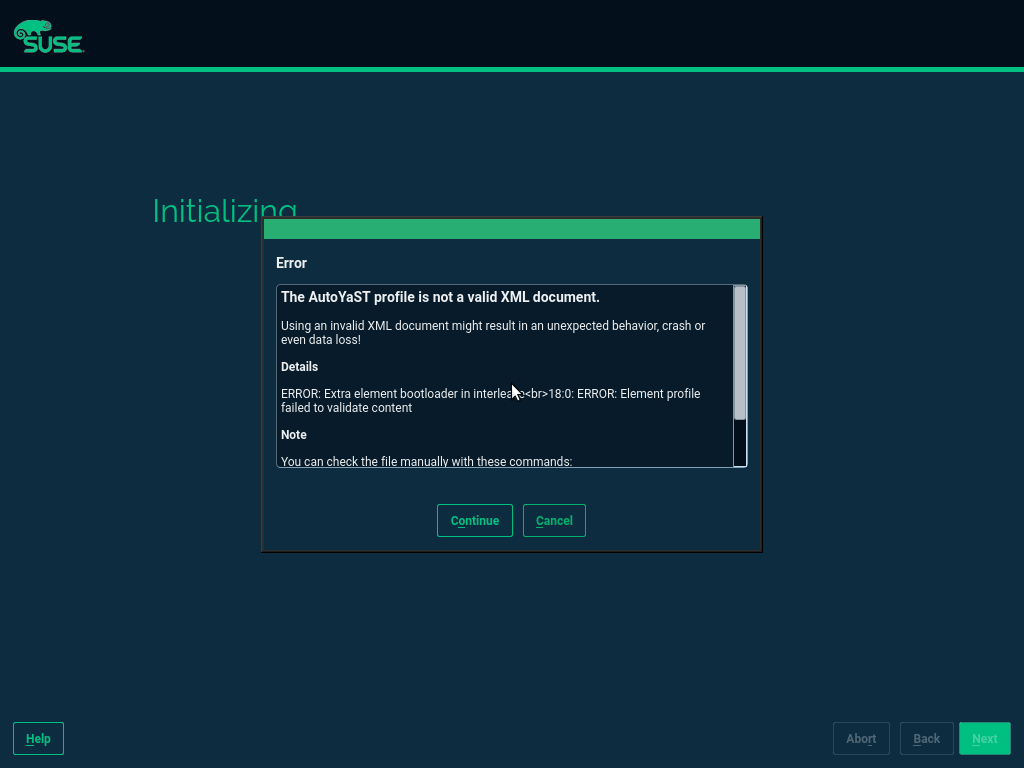 SUSE
Initializing
Error
The AutoYaST profile is not a valid XML document.
Using an invalid XML document might result in an unexpected behavior, crash or
even data loss!
Details
ERROR: Extra element bootloader in <br>18:0: ERROR: Element profile
failed to validate content
Note
You can check the file manually with these commands:
Continue
Cancel
Help
Abort
Back
Next